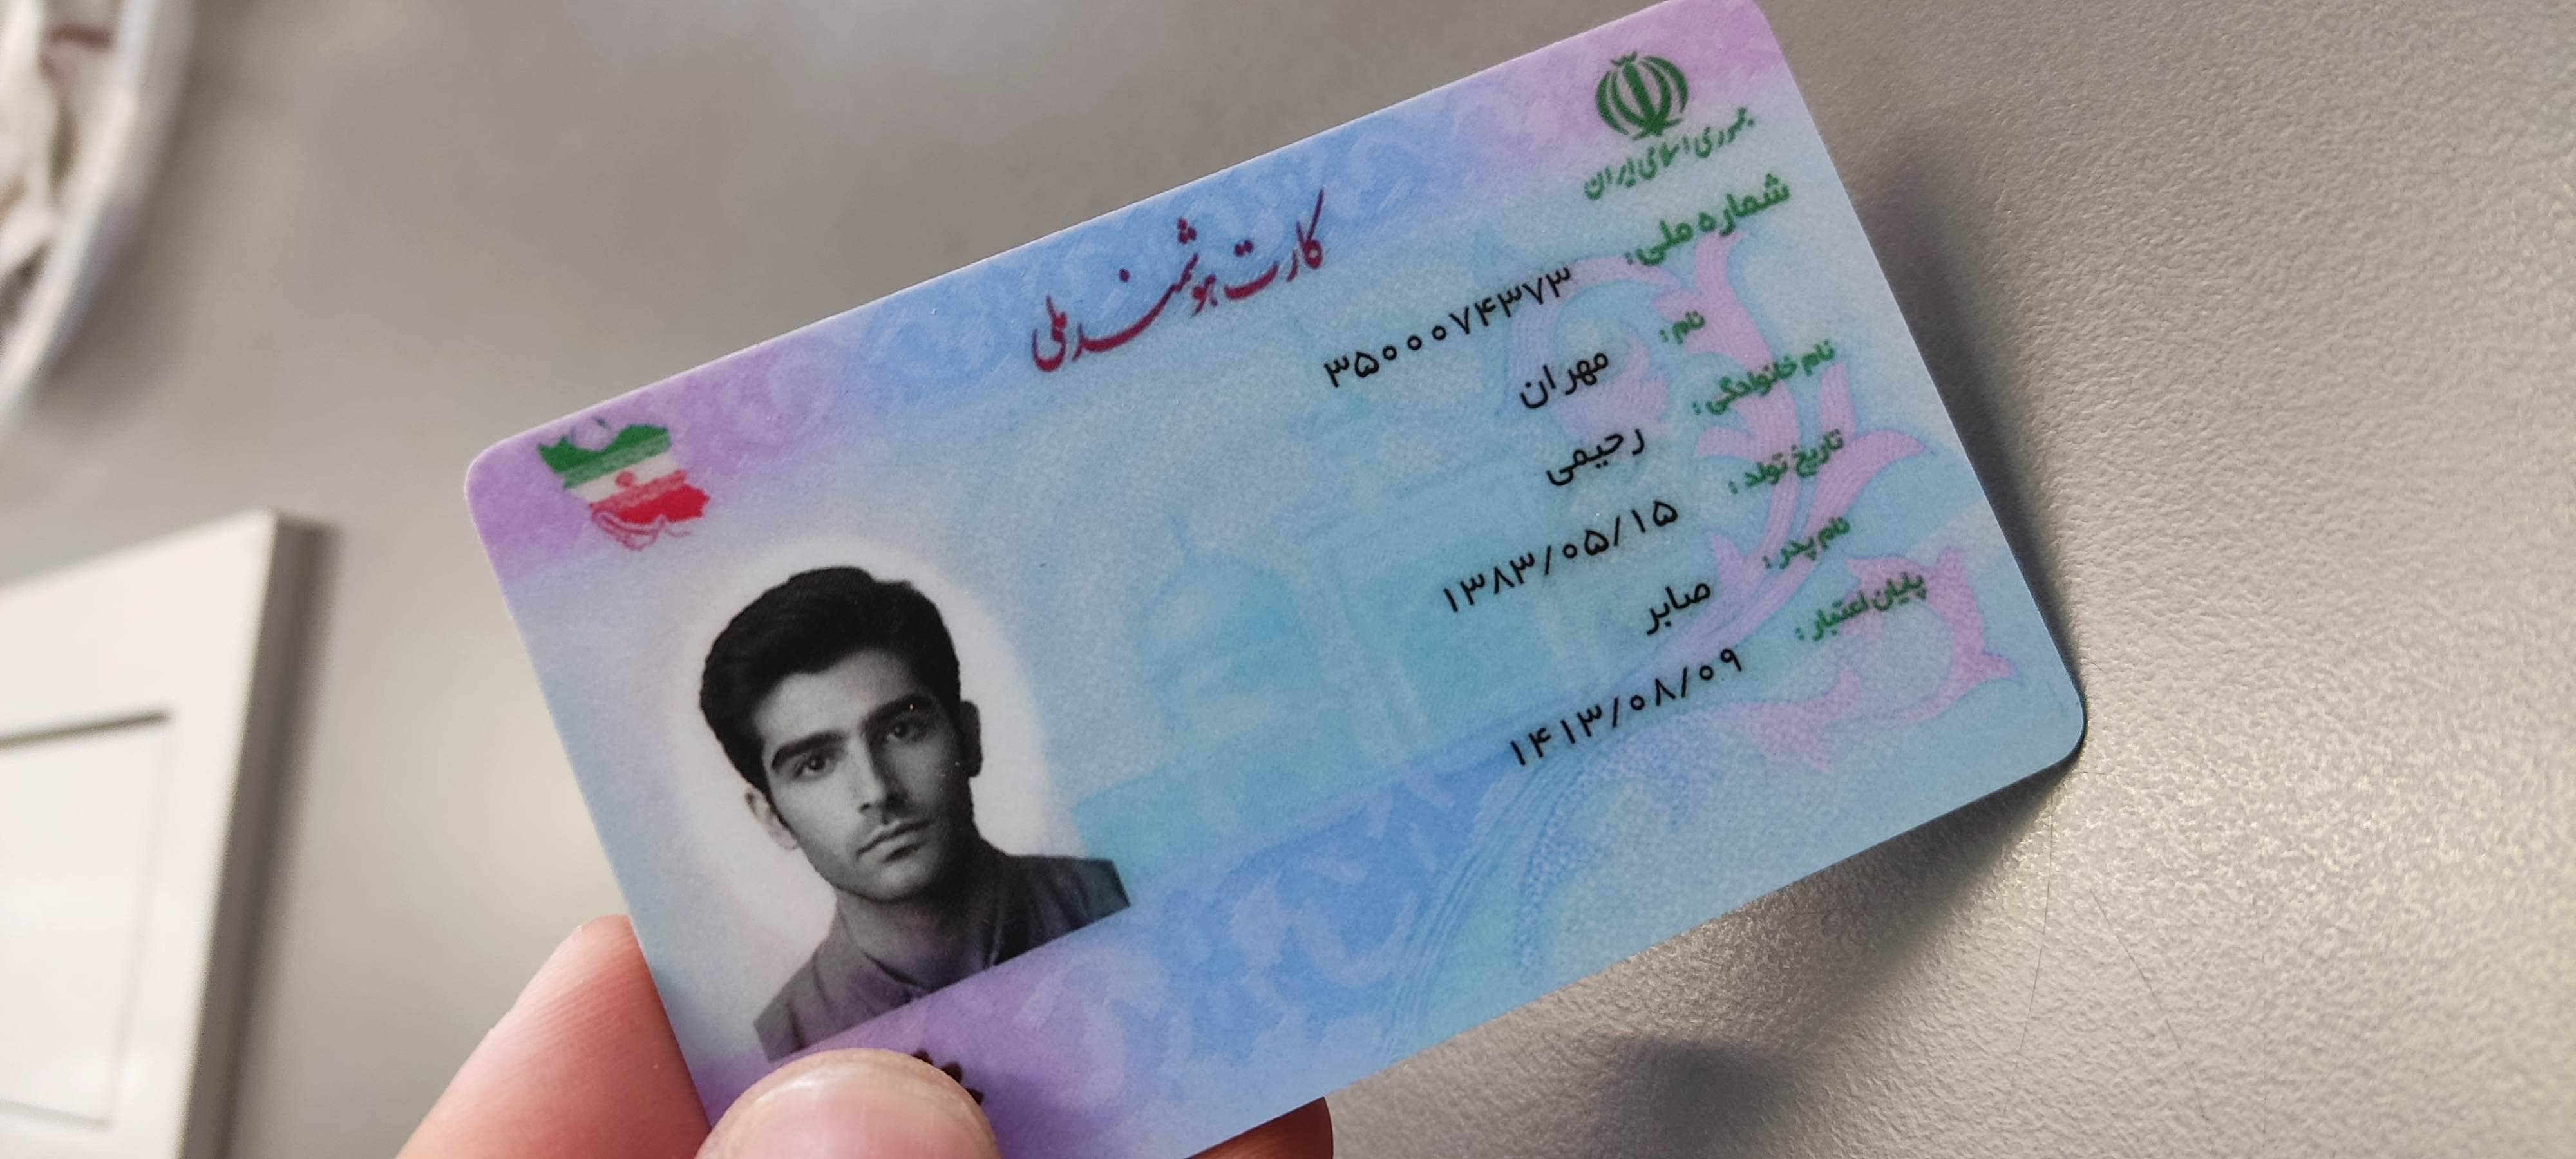 جمهوری اسلامی ایران
کارت هوشمند ملی
شماره ملی:
۳۵۰۰۰۷۴۳۷۳
نام:
مهران
نام خانوادگی:
رحیمی
تاریخ تولد:
۱۳۸۳/۰۵/۱۵
نام پدر:
صابر
پایان اعتبار:
۱۴۱۳/۰۸/۰۹